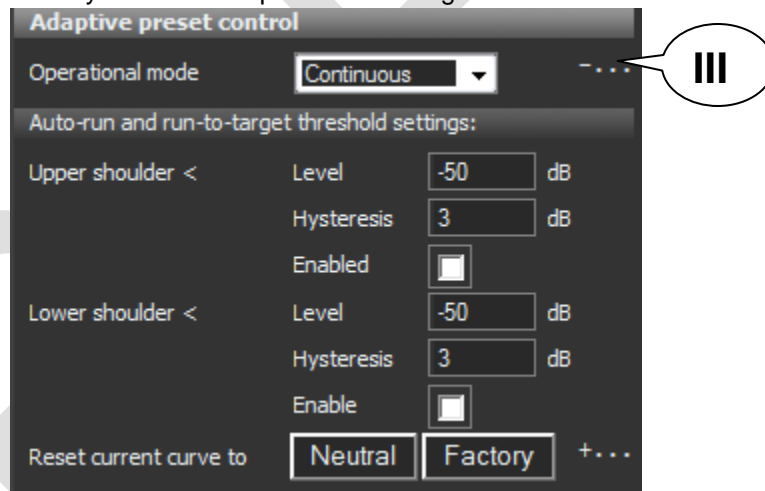 Adaptive preset control
Operational mode Continuous -...
III
Auto-run and run-to-target threshold settings:
Upper shoulder < Level -50 dB
Hysteresis 3 dB
Enabled
Lower shoulder < Level -50 dB
Hysteresis 3 dB
Enable
Reset current curve to Neutral Factory +...